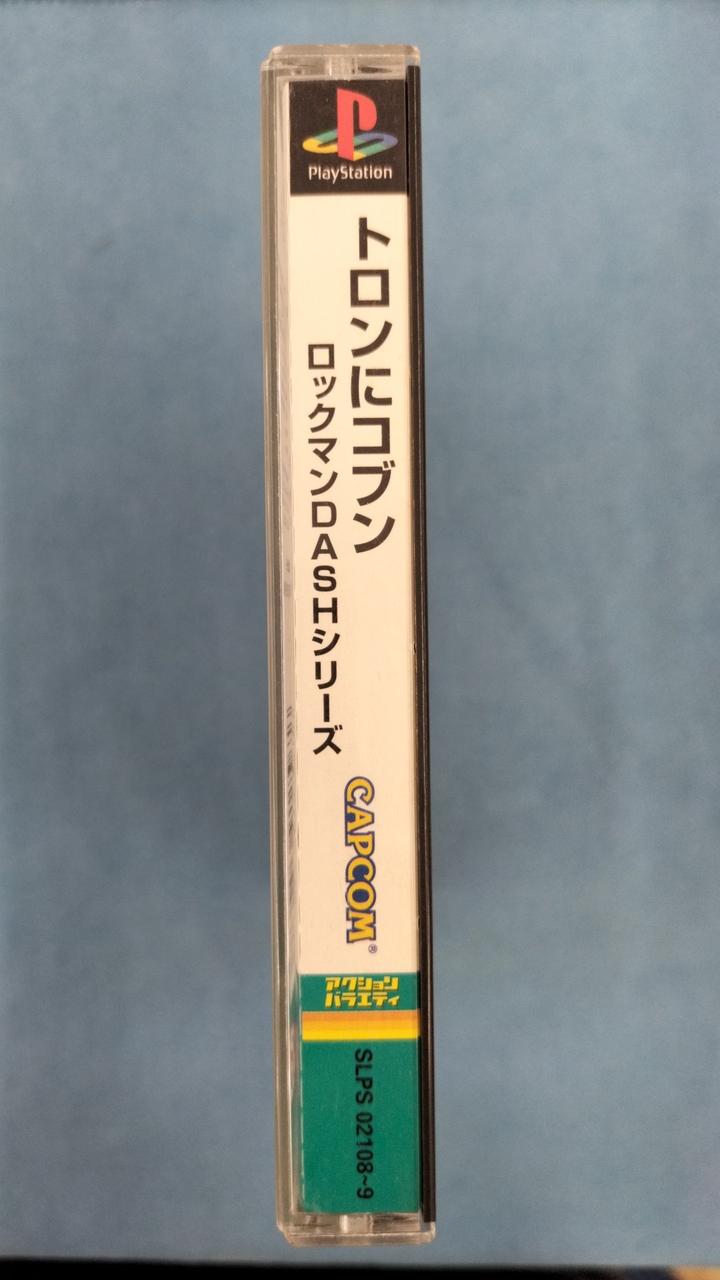 PlayStation
トロンにコブン
ロックマンDASHシリーズ
CAPCOM®
アクション
バラエティ
SLPS 02108~9